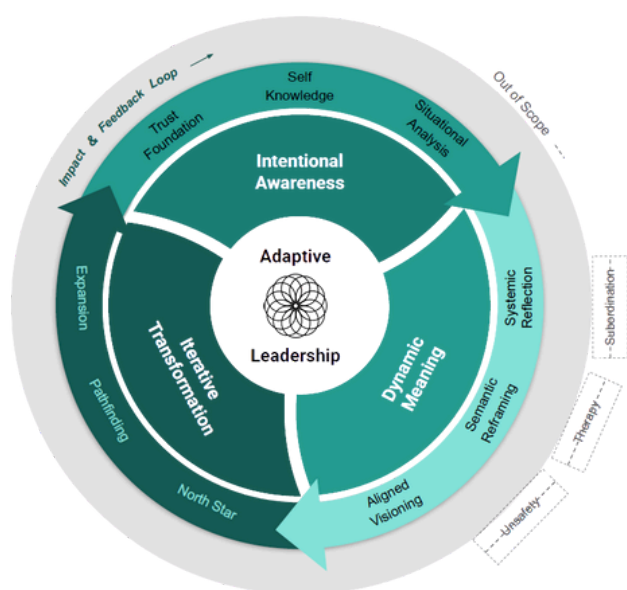 Impact & Feedback Loop
Out of Scope
Trust
Foundation
Self
Knowledge
Situational
Analysis
Intentional
Awareness
Adaptive
Leadership
Systemic
Reflection
Subordination
Semantic
Reframing
Therapy
Dynamic
Meaning
Unsafety
Aligned
Visioning
North Star
Iterative
Transformation
Pathfinding
Expansion